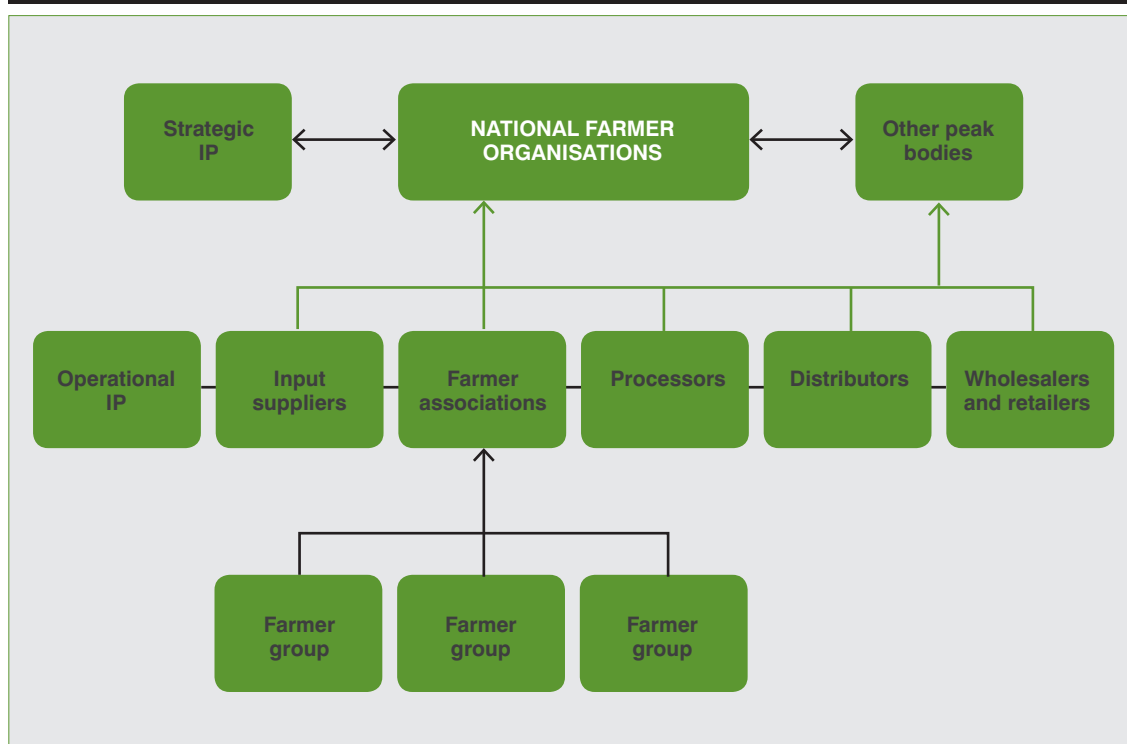 Strategic
IP
NATIONAL FARMER
ORGANISATIONS
Other peak
bodies
Operational
IP
Input
suppliers
Farmer
associations
Processors
Distributors
Wholesalers
and retailers
Farmer
group
Farmer
group
Farmer
group